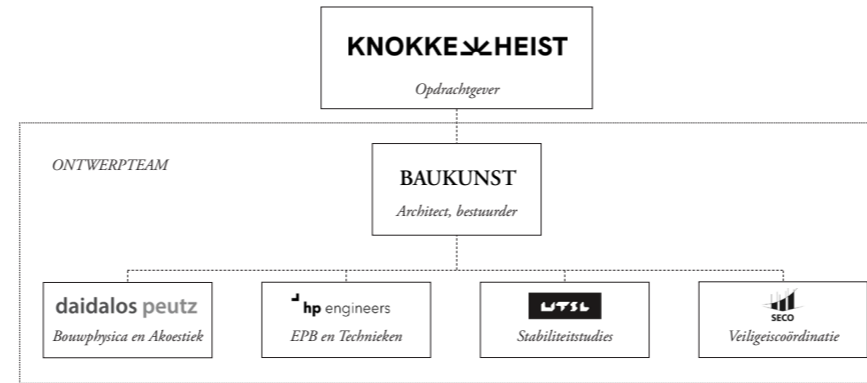 KNOKKE HEIST
Opdrachtgever
ONTWERPTEAM
BAUKUNST
Architect, bestuurder
daidalos peutz
Bouwphysica en Akoestiek
hp engineers
EPB en Technieken
UTIL
Stabiliteitstudies
SECO
Veiligeiscoördinatie